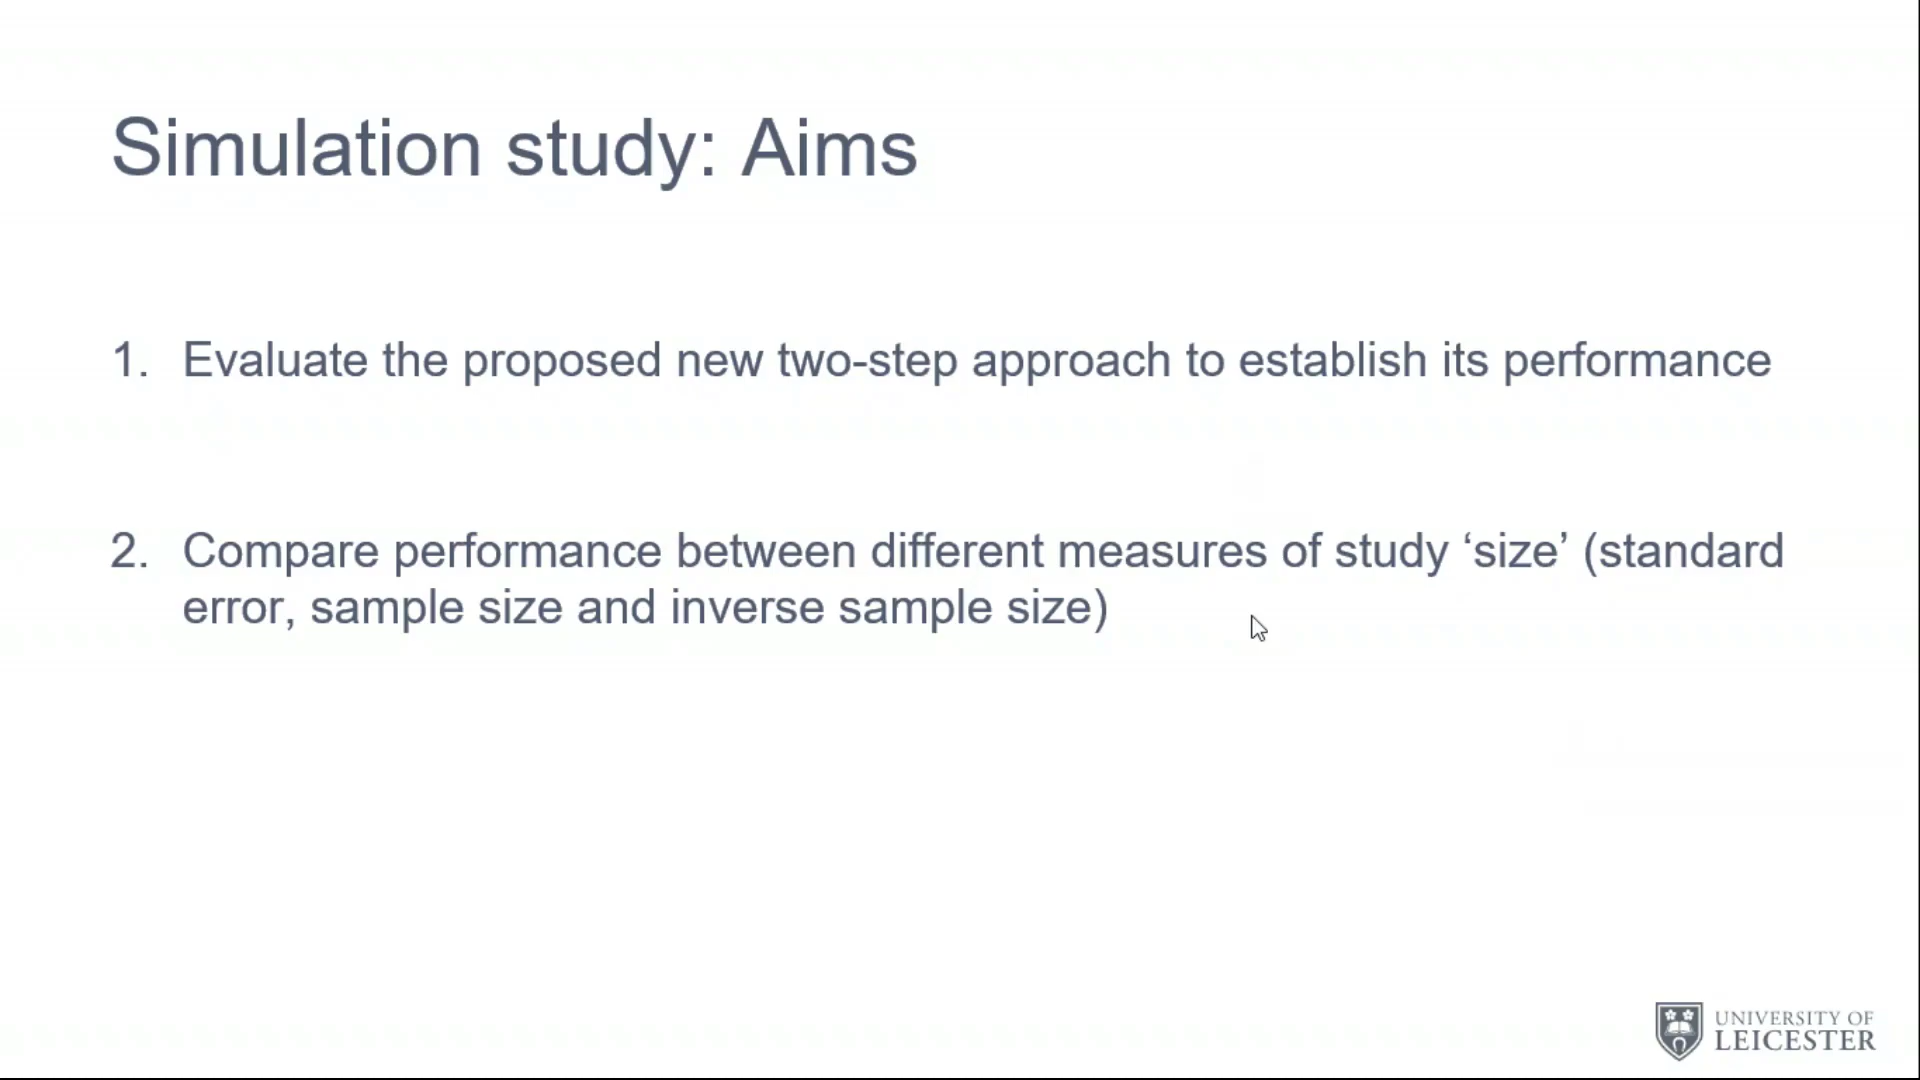 Simulation study: Aims
1. Evaluate the proposed new two-step approach to establish its performance
2. Compare performance between different measures of study ‘size’ (standard
error, sample size and inverse sample size)
UNIVERSITY OF
LEICESTER